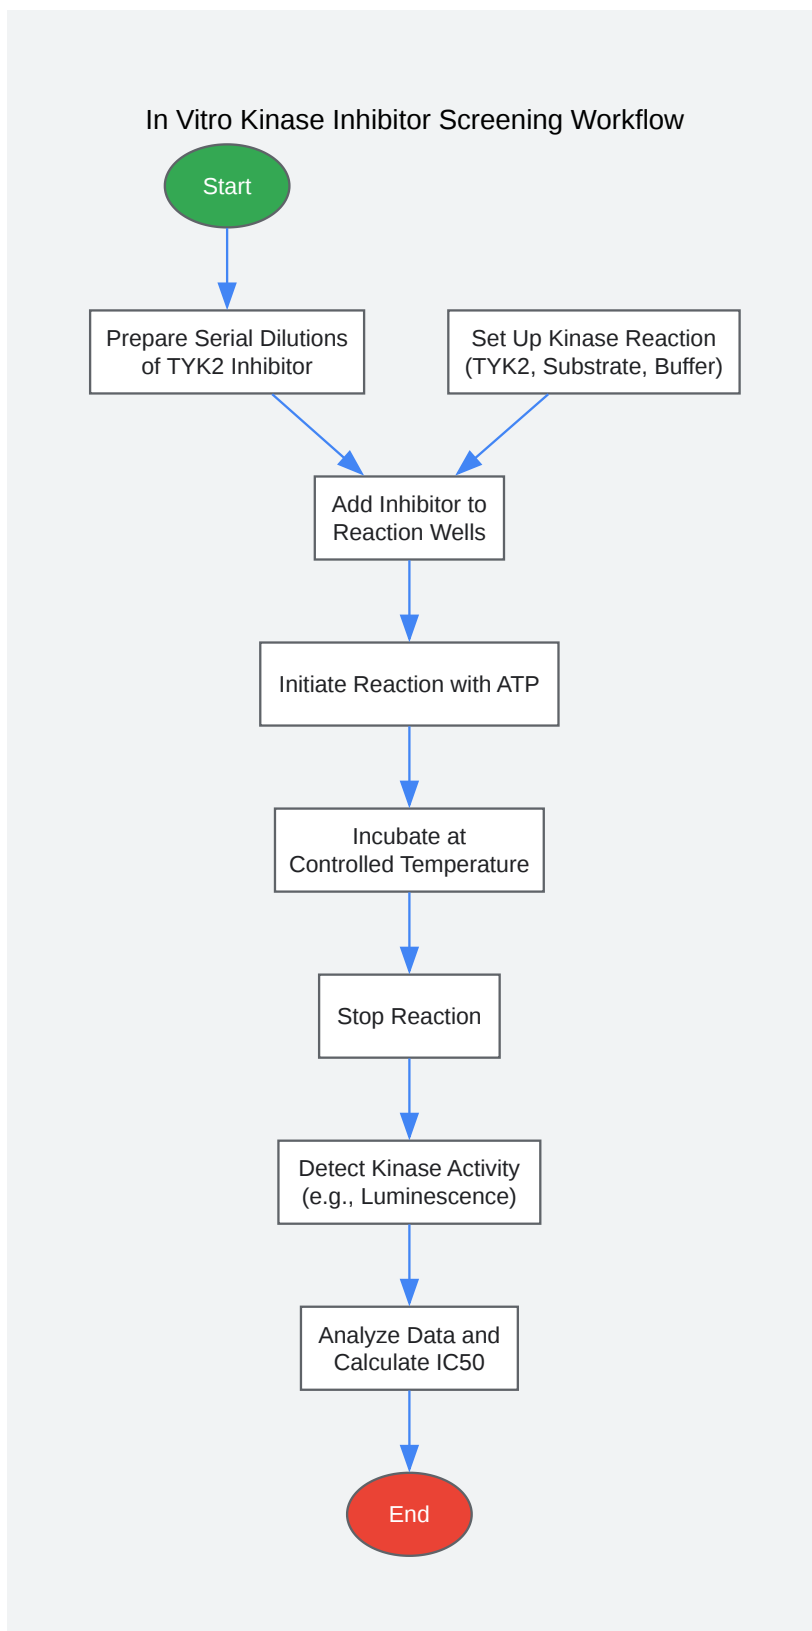 In Vitro Kinase Inhibitor Screening Workflow
Start
Prepare Serial Dilutions
of TYK2 Inhibitor
Set Up Kinase Reaction
(TYK2, Substrate, Buffer)
Add Inhibitor to
Reaction Wells
Initiate Reaction with ATP
Incubate at
Controlled Temperature
Stop Reaction
Detect Kinase Activity
(e.g., Luminescence)
Analyze Data and
Calculate IC50
End